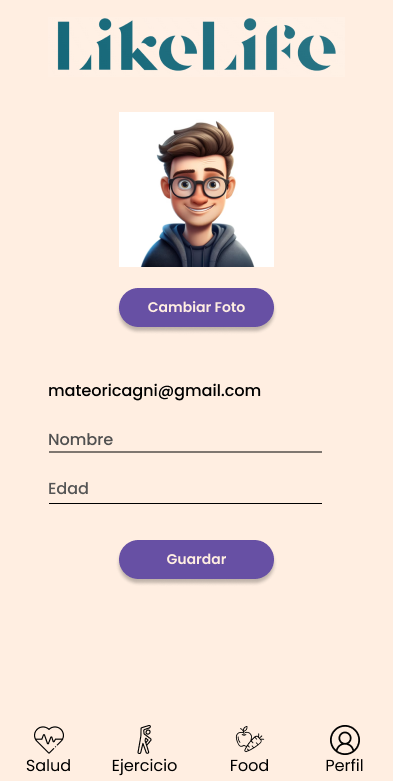 LikeLife
Cambiar Foto
mateoricagni@gmail.com
Nombre
Edad
Guardar
Salud Ejercicio Food Perfil